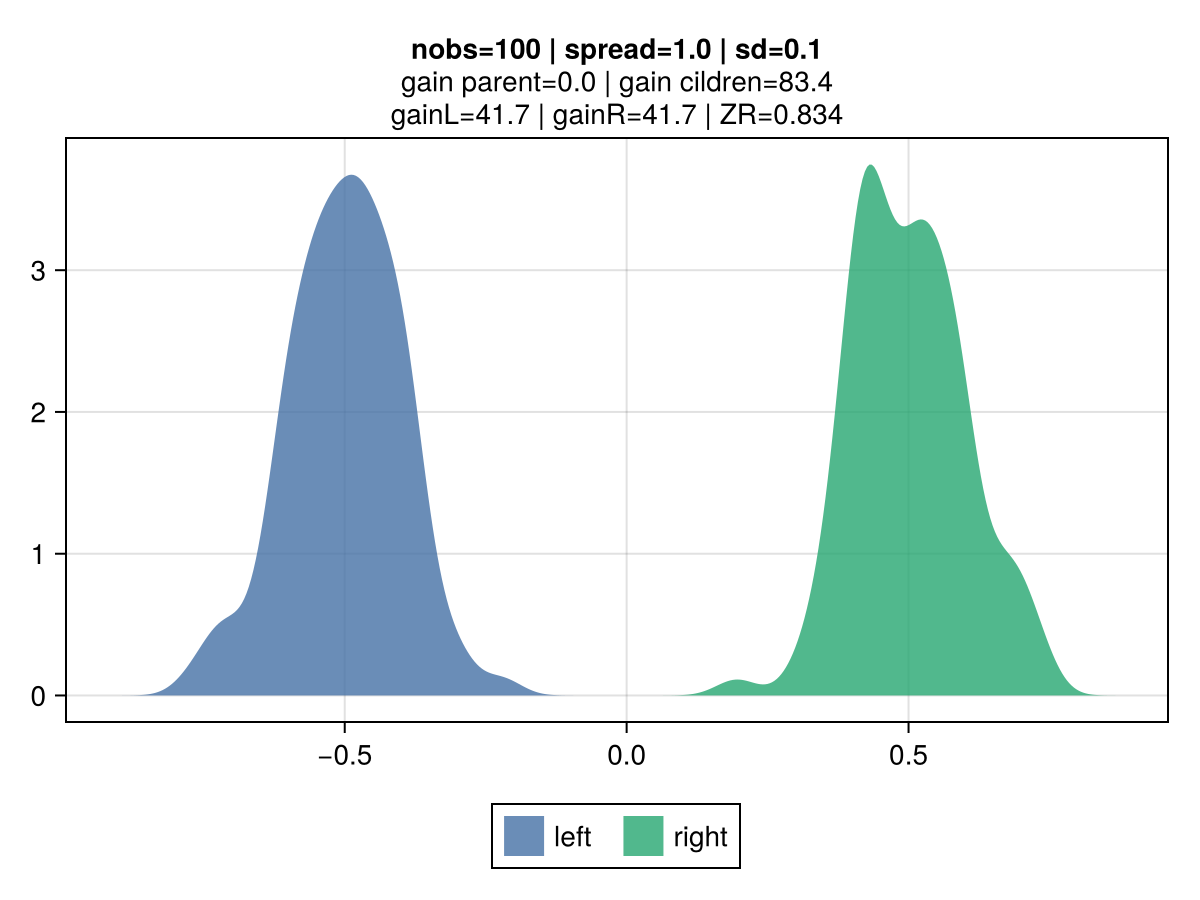 nobs=100 | spread=1.0 | sd=0.1
gain parent=0.0 | gain cildren=83.4
gainL=41.7 | gainR=41.7 | ZR=0.834
3
2
1
0
−0.5 0.0 0.5
left right